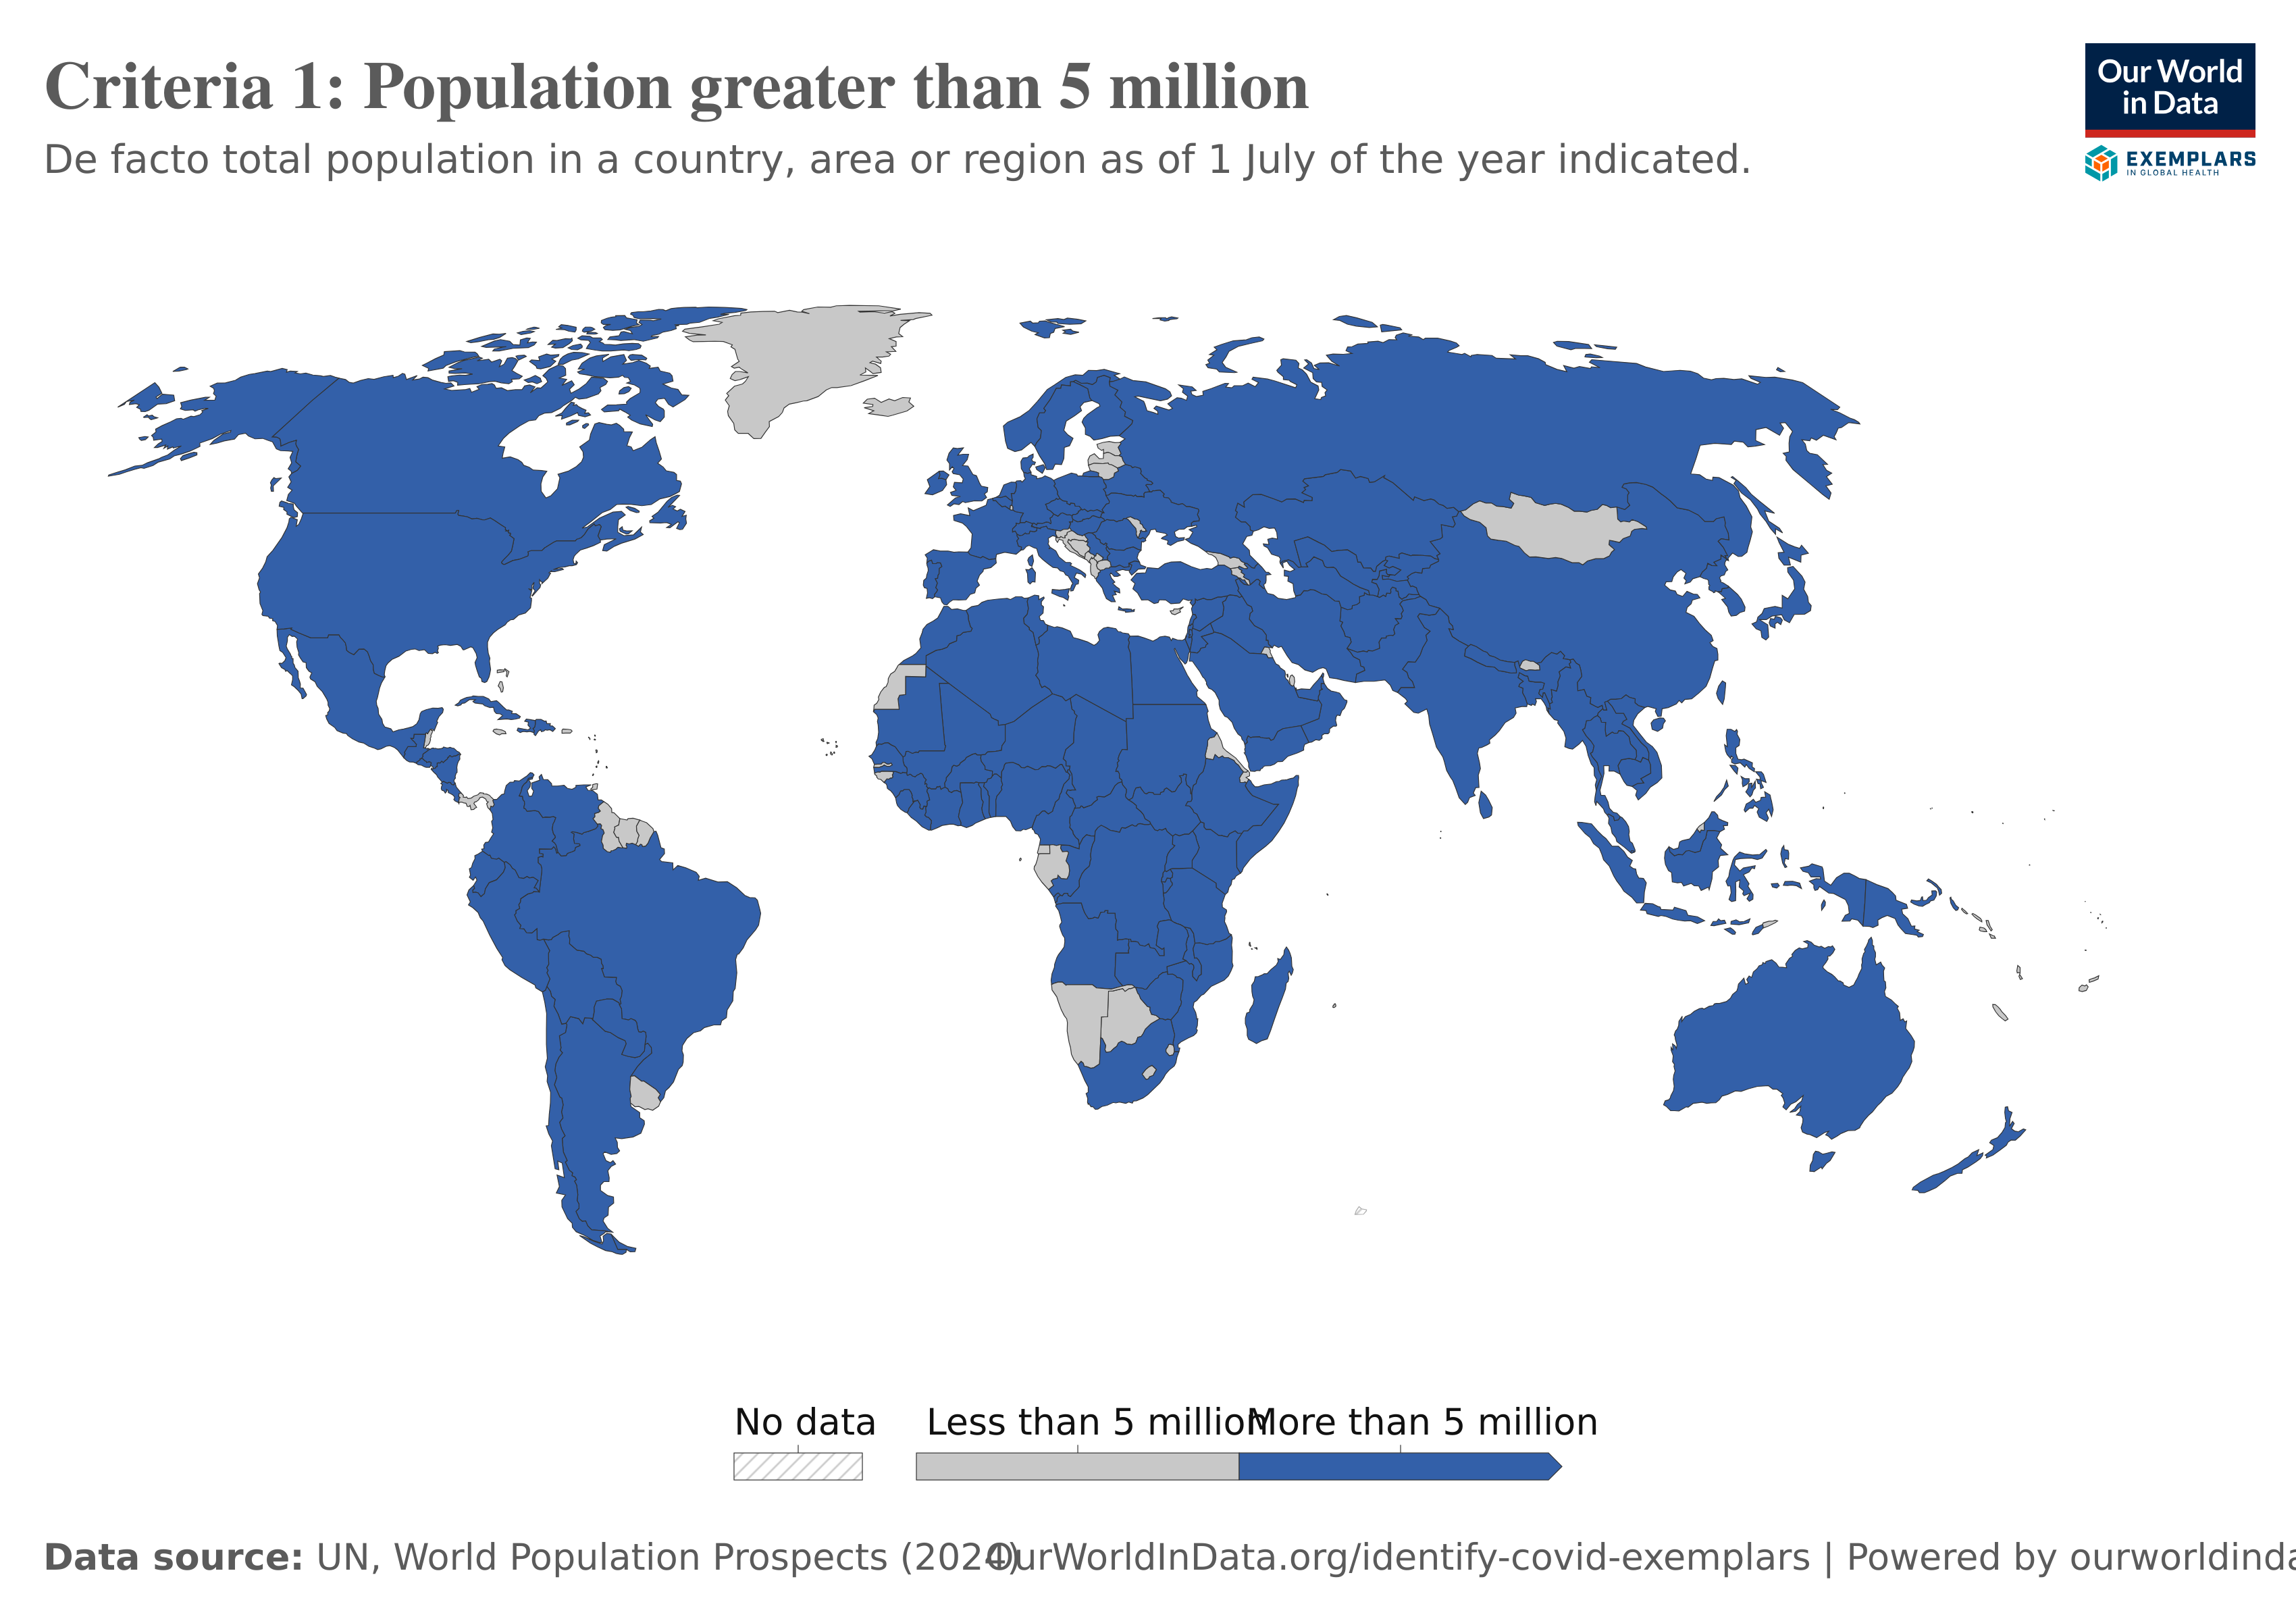 Criteria 1: Population greater than 5 million
De facto total population in a country, area or region as of 1 July of the year indicated.
Our World
in Data
EXEMPLARS
IN GLOBAL HEALTH
No data
Less than 5 million
More than 5 million
Data source: UN, World Population Prospects (2024)
OurWorldInData.org/identify-covid-exemplars | Powered by ourworldinda